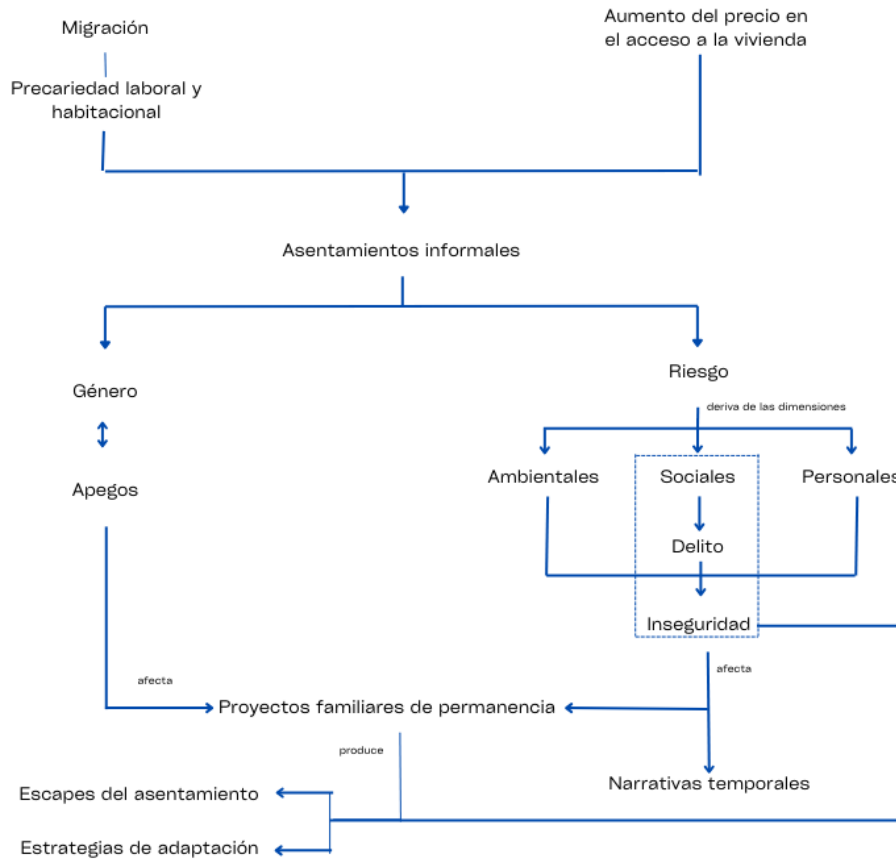 Migración
Aumento del precio en
el acceso a la vivienda
Precariedad laboral y
habitacional
Asentamientos informales
Género
Riesgo
deriva de las dimensiones
Apegos
Ambientales
Sociales
Personales
Delito
Inseguridad
afecta
afecta
Proyectos familiares de permanencia
produce
Narrativas temporales
Escapes del asentamiento
Estrategias de adaptación